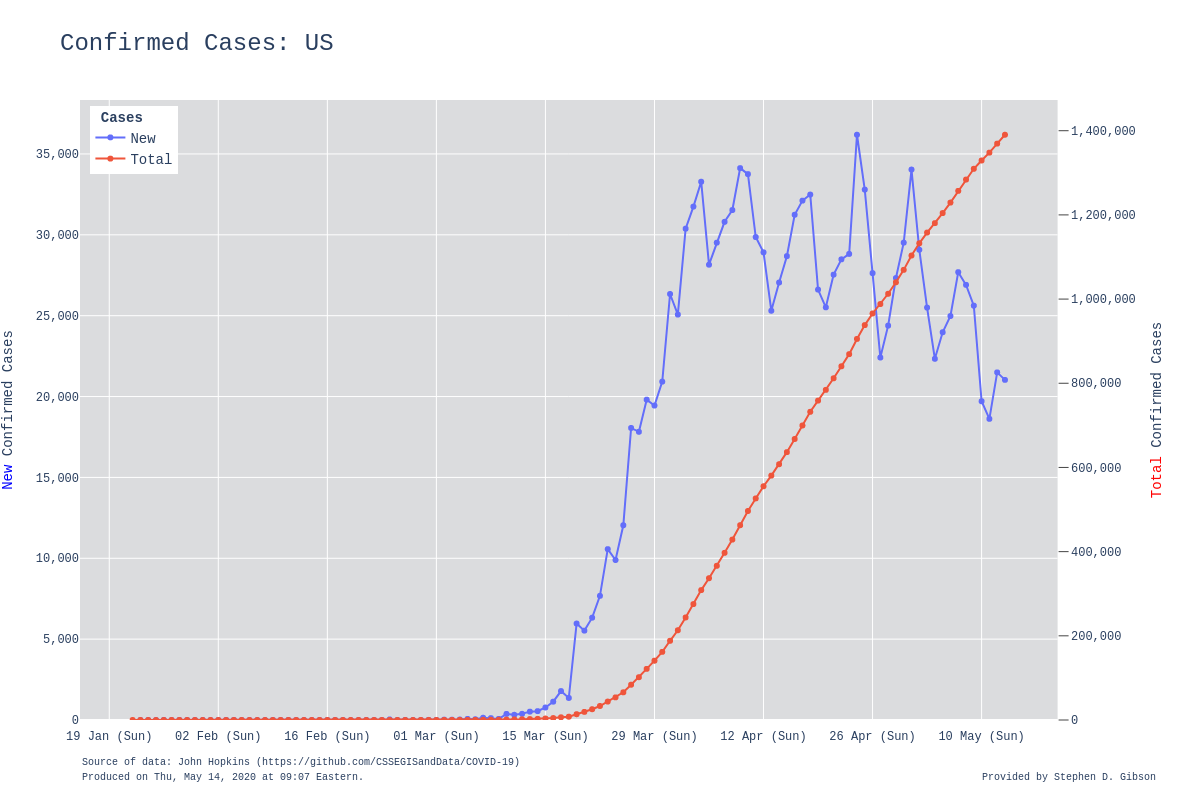 Confirmed Cases: US
Cases
New
Total
35,000
30,000
25,000
20,000
15,000
10,000
5,000
0
New Confirmed Cases
1,400,000
1,200,000
1,000,000
800,000
600,000
400,000
200,000
0
Total Confirmed Cases
19 Jan (Sun) 02 Feb (Sun) 16 Feb (Sun) 01 Mar (Sun) 15 Mar (Sun) 29 Mar (Sun) 12 Apr (Sun) 26 Apr (Sun) 10 May (Sun)
Source of data: John Hopkins (https://github.com/CSSEGISandData/COVID-19)
Produced on Thu, May 14, 2020 at 09:07 Eastern.
Provided by Stephen D. Gibson